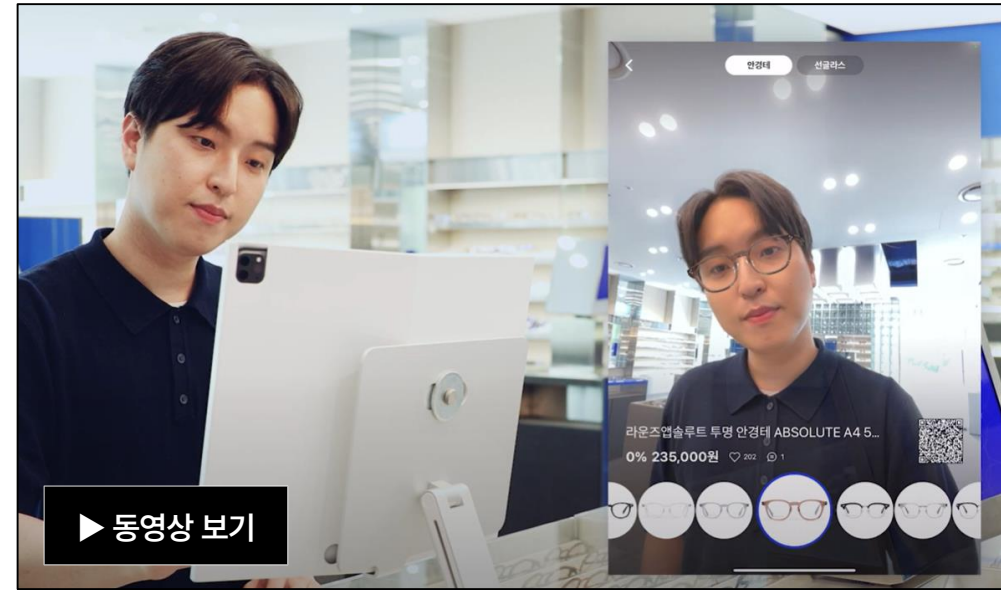 안경테
선글라스
라운즈앱솔루트 투명 안경테 ABSOLUTE A4 5...
0% 235,000원 ♡ 202 1
▶ 동영상 보기